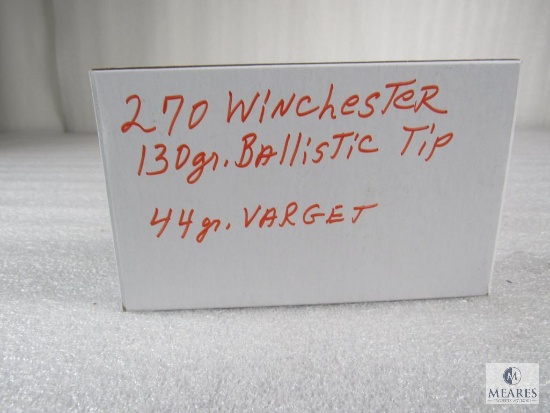 270 WINCHESTER
130gr. BALLISTIC TIP
44gr. VARGET
MEARES